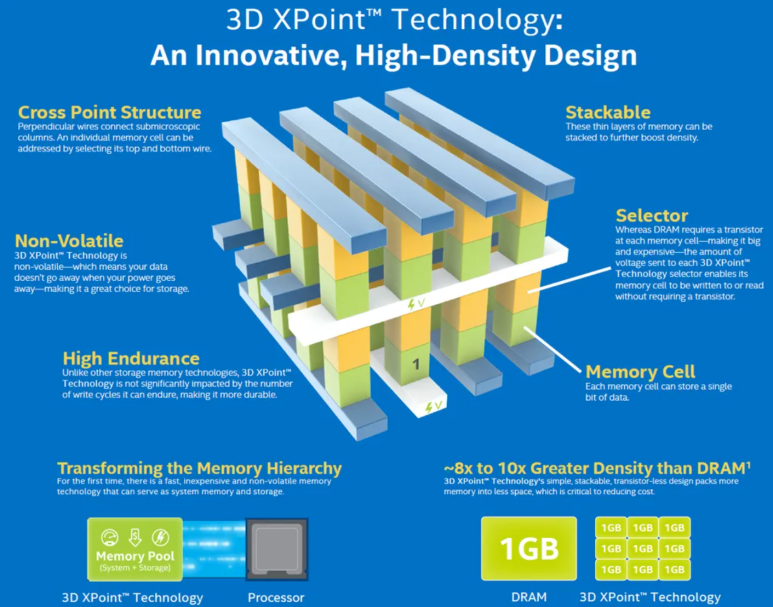 3D XPoint™ Technology:
An Innovative, High-Density Design
Cross Point Structure
Perpendicular wires connect submicroscopic
columns. An individual memory cell can be
addressed by selecting its top and bottom wire.
Stackable
These thin layers of memory can be
stacked to further boost density.
Non-Volatile
3D XPoint™ Technology is
non-volatile—which means your data
doesn't go away when your power goes
away—making it a great choice for storage.
Selector
Whereas DRAM requires a transistor
at each memory cell—making it big
and expensive—the amount of
voltage sent to each 3D XPoint™
Technology selector enables its
memory cell to be written to or read
without requiring a transistor.
V
High Endurance
Unlike other storage memory technologies, 3D XPoint™
Technology is not significantly impacted by the number
of write cycles it can endure, making it more durable.
1
V
Memory Cell
Each memory cell can store a single
bit of data.
Transforming the Memory Hierarchy
For the first time, there is a fast, inexpensive and non-volatile memory
technology that can serve as system memory and storage.
~8x to 10x Greater Density than DRAM¹
3D XPoint™ Technology's simple, stackable, transistor-less design packs more
memory into less space, which is critical to reducing cost.
$
Memory Pool
(System + Storage)
3D XPoint™ Technology
Processor
1GB
1GB 1GB 1GB
1GB 1GB 1GB
1GB 1GB 1GB
DRAM
3D XPoint™ Technology